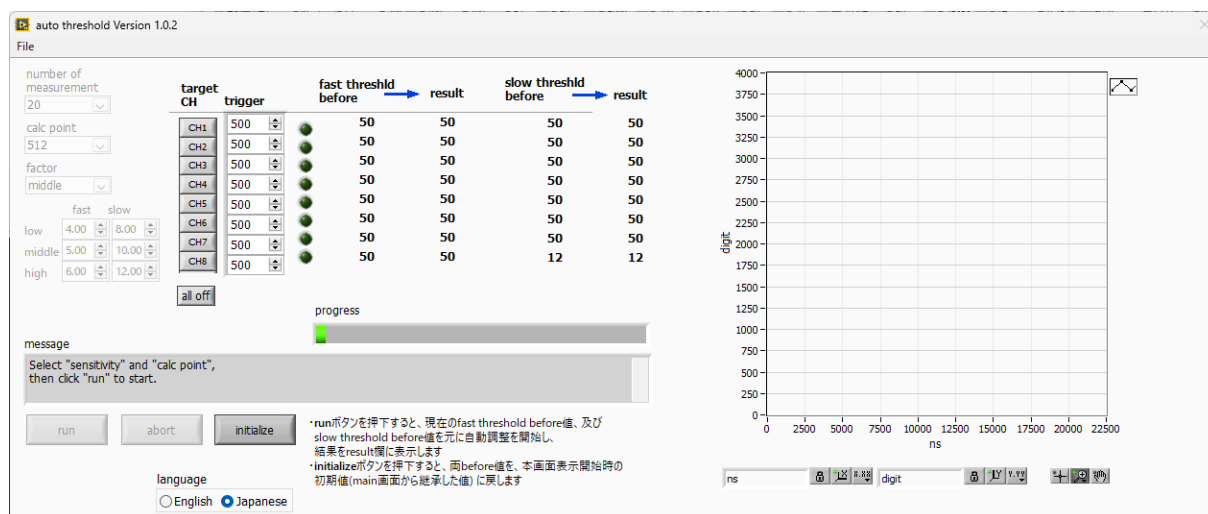 auto threshold Version 1.0.2
File
number of
measurement
20
calc point
512
factor
middle
fast slow
low 4.00 8.00
middle 5.00 10.00
high 6.00 12.00
target
CH trigger
fast threshld
before result
slow threshld
before result
CH1 500 50 50 50 50
CH2 500 50 50 50 50
CH3 500 50 50 50 50
CH4 500 50 50 50 50
CH5 500 50 50 50 50
CH6 500 50 50 50 50
CH7 500 50 50 50 50
CH8 500 50 50 12 12
all off
progress
message
Select "sensitivity" and "calc point",
then click "run" to start.
run abort initialize
・runボタンを押下すると、現在のfast threshold before値、及び
slow threshold before値を元に自動調整を開始し、
結果をresult欄に表示します
・initializeボタンを押下すると、両before値を、本画面表示開始時の
初期値(main画面から継承した値) に戻します
language
English Japanese
4000
3750
3500
3250
3000
2750
2500
2250
2000
1750
1500
1250
1000
750
500
250
0
digit
0 2500 5000 7500 10000 12500 15000 17500 20000 22500
ns
ns X X.XX digit Y Y.YY